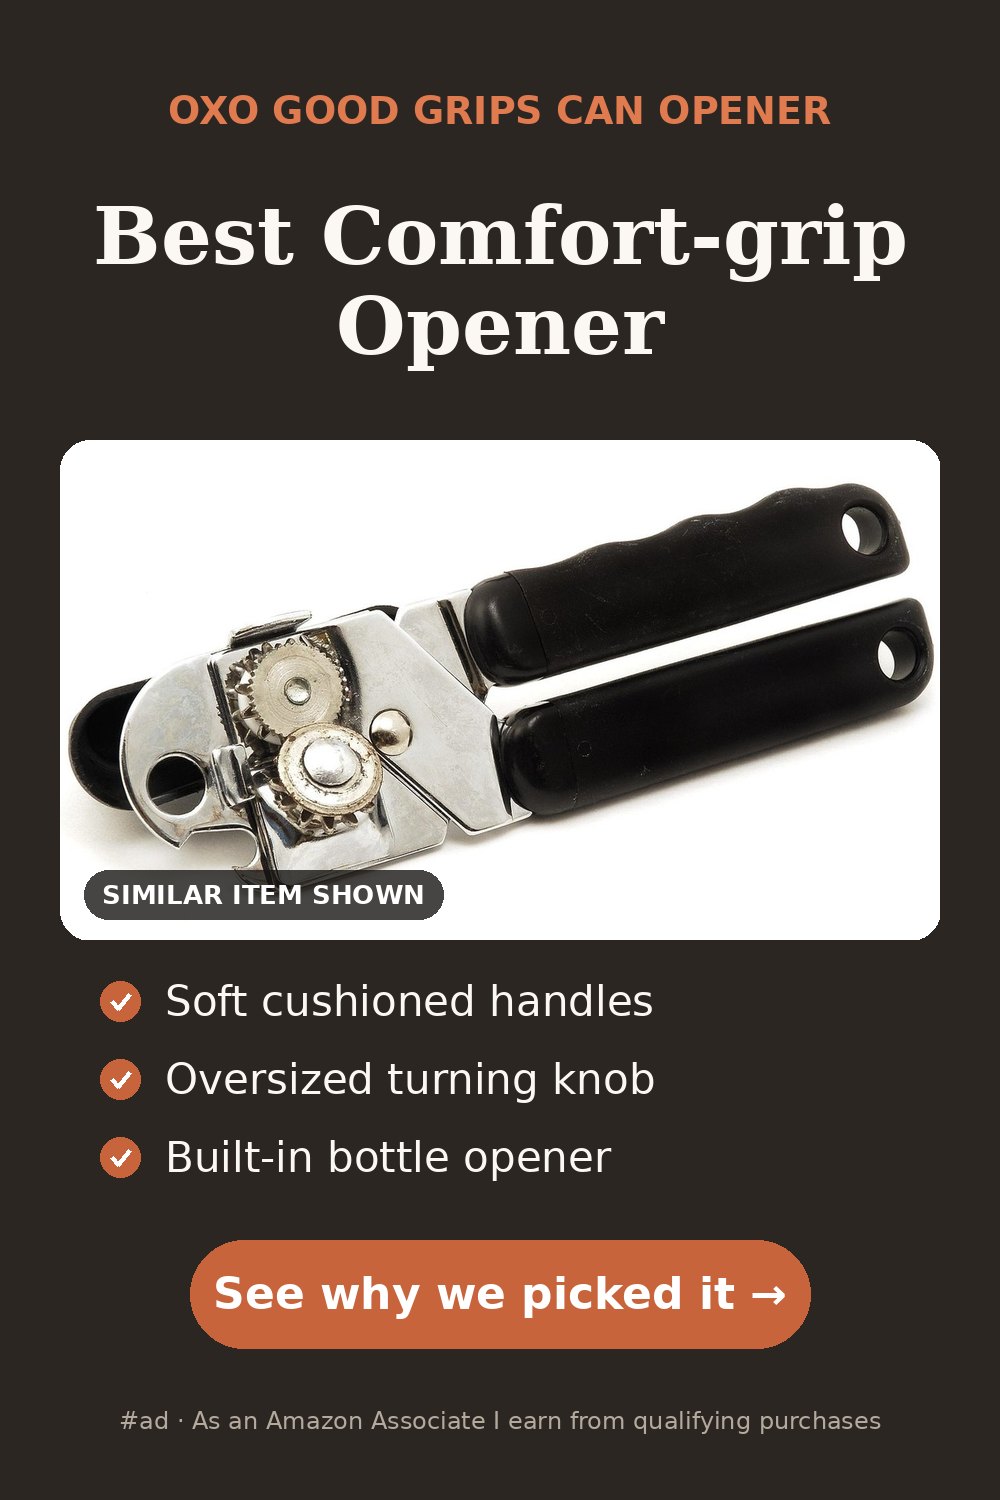 OXO GOOD GRIPS CAN OPENER
Best Comfort-grip
Opener
SIMILAR ITEM SHOWN
Soft cushioned handles
Oversized turning knob
Built-in bottle opener
See why we picked it →
#ad · As an Amazon Associate I earn from qualifying purchases